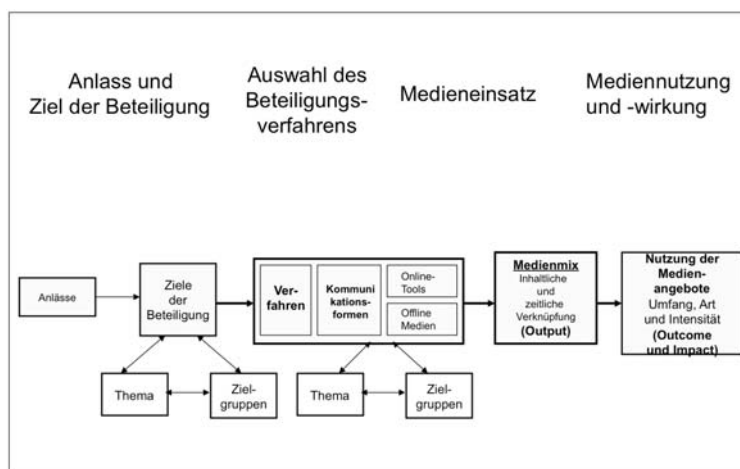 Anlass und
Ziel der Beteiligung
Auswahl des
Beteiligungs-
verfahrens
Medieneinsatz
Mediennutzung
und -wirkung
Anlässe
Ziele
der
Beteiligung
Ver-
fahren
Kommuni
kationsformen
Online-
Tools
Offline
Medien
Medienmix
Inhaltliche
und
zeitliche
Verknüpfung
(Output)
Nutzung der
Medien-
angebote
Umfang, Art
und Intensität
(Outcome
und Impact)
Thema
Ziel-
gruppen
Thema
Ziel-
gruppen